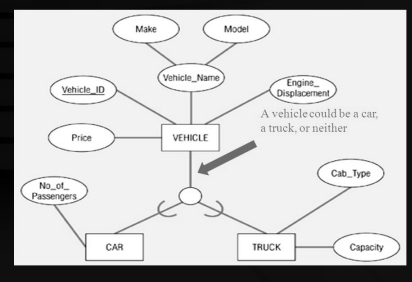 Make
Model
Vehicle_Name
Vehicle_ID
Engine_
Displacement
A vehicle could be a car,
a truck, or neither
Price
VEHICLE
Cab_Type
No_of_
Passengers
CAR
TRUCK
Capacity